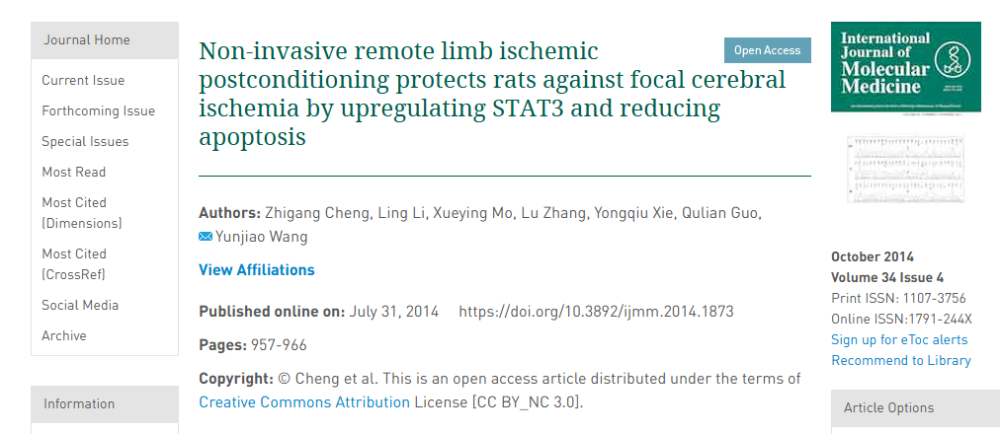 Journal Home
Current Issue
Forthcoming Issue
Special Issues
Most Read
Most Cited
(Dimensions)
Most Cited
(CrossRef)
Social Media
Archive
Information
Non-invasive remote limb ischemic
postconditioning protects rats against focal cerebral
ischemia by upregulating STAT3 and reducing
apoptosis
Open Access
Authors: Zhigang Cheng, Ling Li, Xueying Mo, Lu Zhang, Yongqiu Xie, Qulian Guo,
Yunjiao Wang
View Affiliations
Published online on: July 31, 2014 https://doi.org/10.3892/ijmm.2014.1873
Pages: 957-966
Copyright: © Cheng et al. This is an open access article distributed under the terms of
Creative Commons Attribution License [CC BY_NC 3.0].
International
Journal of
Molecular
Medicine
October 2014
Volume 34 Issue 4
Print ISSN: 1107-3756
Online ISSN:1791-244X
Sign up for eToc alerts
Recommend to Library
Article Options